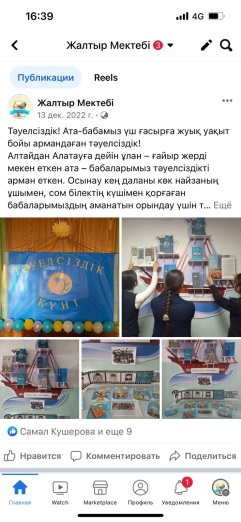 16:39
4G
Жалтыр Мектебі 3
Публикации
Reels
Жалтыр Мектебі
13 дек. 2022 г. ·
Тәуелсіздік! Ата-бабамыз үш ғасырға жуық уақыт
бойы армандаған тәуелсіздік!
Алтайдан Алатауға дейін ұлан – ғайыр жерді
мекен еткен ата – бабаларымыз тәуелсіздікті
арман еткен. Осынау кең даланы көк найзаның
ұшымен, сом білектің күшімен қорғаған
бабаларымыздың аманатын орындау үшін т... Ещё
ТӘУЕЛСІЗДІК
КҮНІ
Самал Кушерова и еще 9
Нравится
Комментировать
Поделиться
1
Главная
Watch
Marketplace
Профиль
Уведомления
Меню